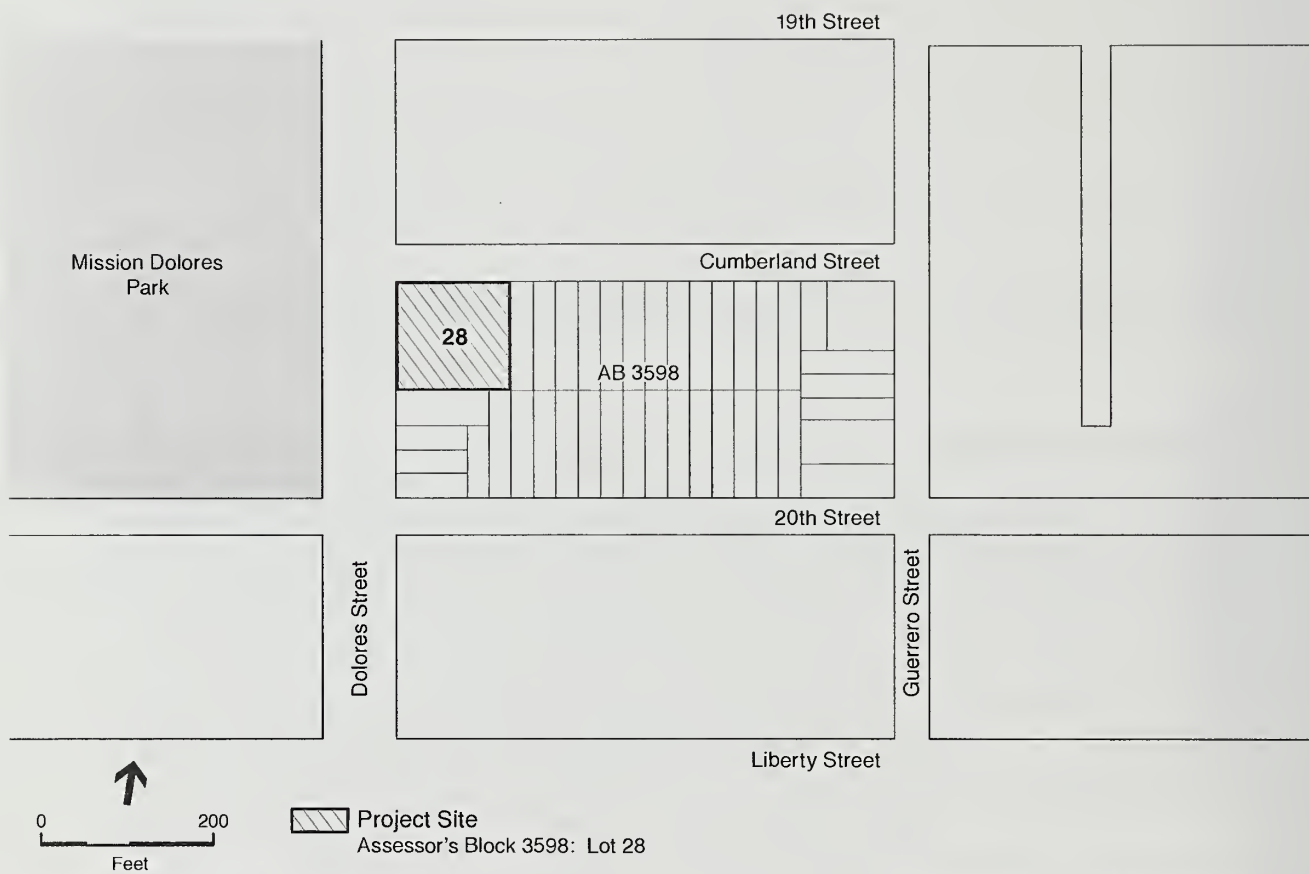 19th Street
Mission Dolores
Park
Cumberland Street
28
AB 3598
20th Street
Dolores Street
Guerrero Street
Liberty Street
0 200
Feet
Project Site
Assessor's Block 3598: Lot 28